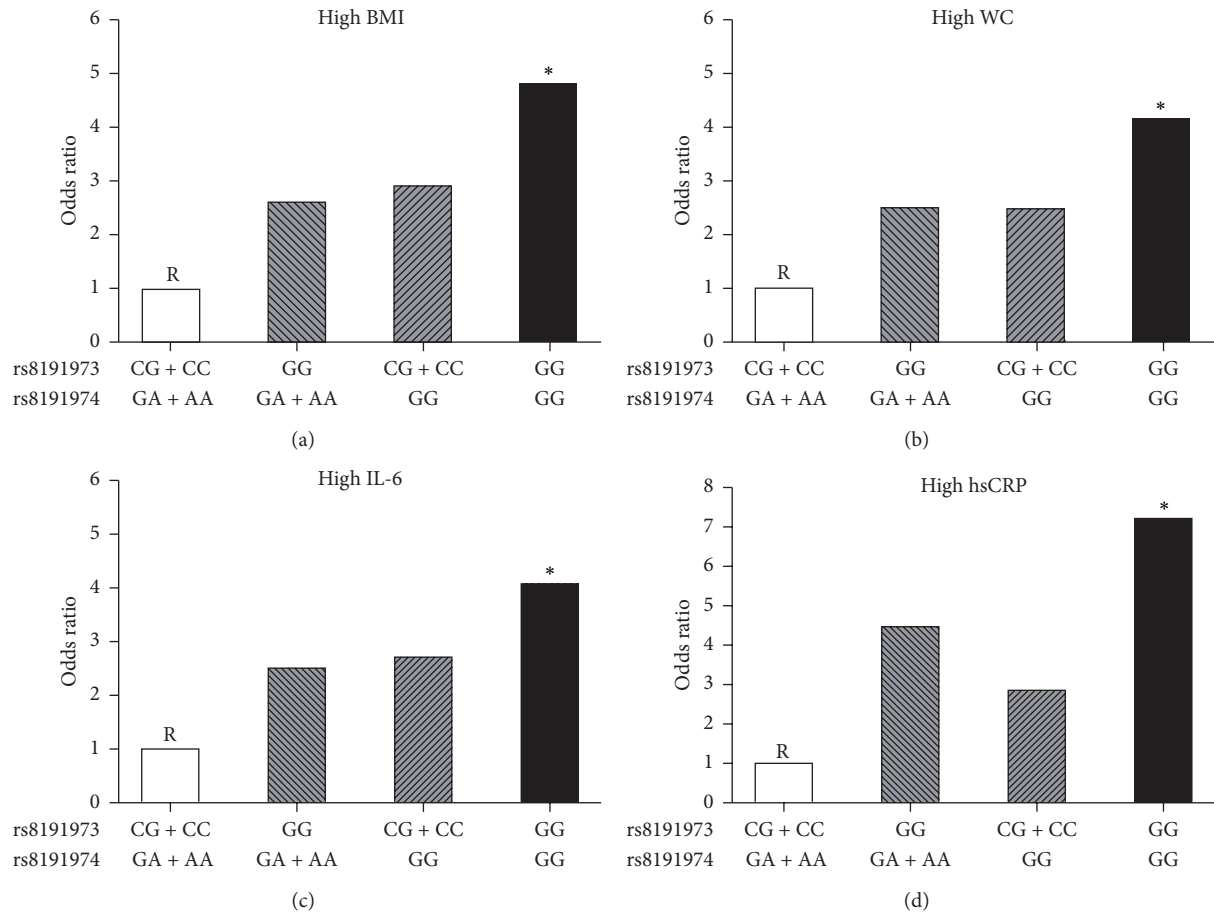 High BMI
6
5
4
3
2
1
0
Odds ratio
R
*
rs8191973 CG + CC GG CG + CC GG
rs8191974 GA + AA GA + AA GG GG
(a)
High WC
6
5
4
3
2
1
0
Odds ratio
R
*
rs8191973 CG + CC GG CG + CC GG
rs8191974 GA + AA GA + AA GG GG
(b)
High IL-6
6
5
4
3
2
1
0
Odds ratio
R
*
rs8191973 CG + CC GG CG + CC GG
rs8191974 GA + AA GA + AA GG GG
(c)
High hsCRP
8
7
6
5
4
3
2
1
0
Odds ratio
R
*
rs8191973 CG + CC GG CG + CC GG
rs8191974 GA + AA GA + AA GG GG
(d)